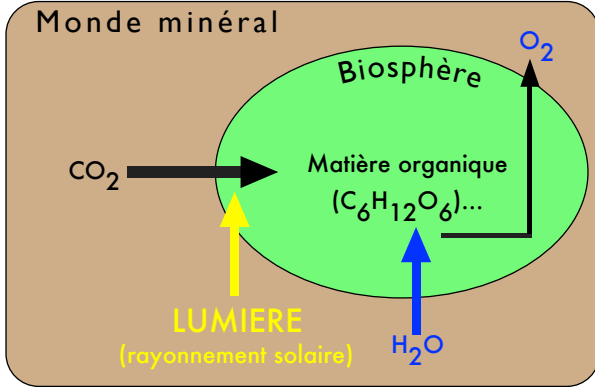 Monde minéral
O₂
Biosphère
CO₂
Matière organique
(C₆H₁₂O₆)...
LUMIERE
(rayonnement solaire)
H₂O